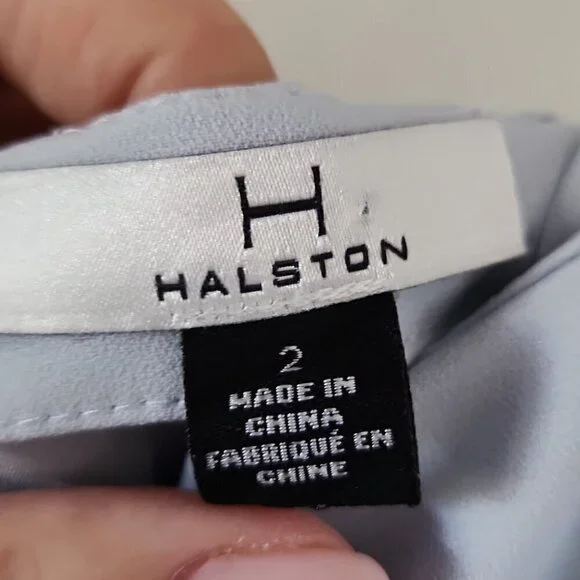 H
HALSTON
2
MADE IN
CHINA
FABRIQUÉ EN
CHINE